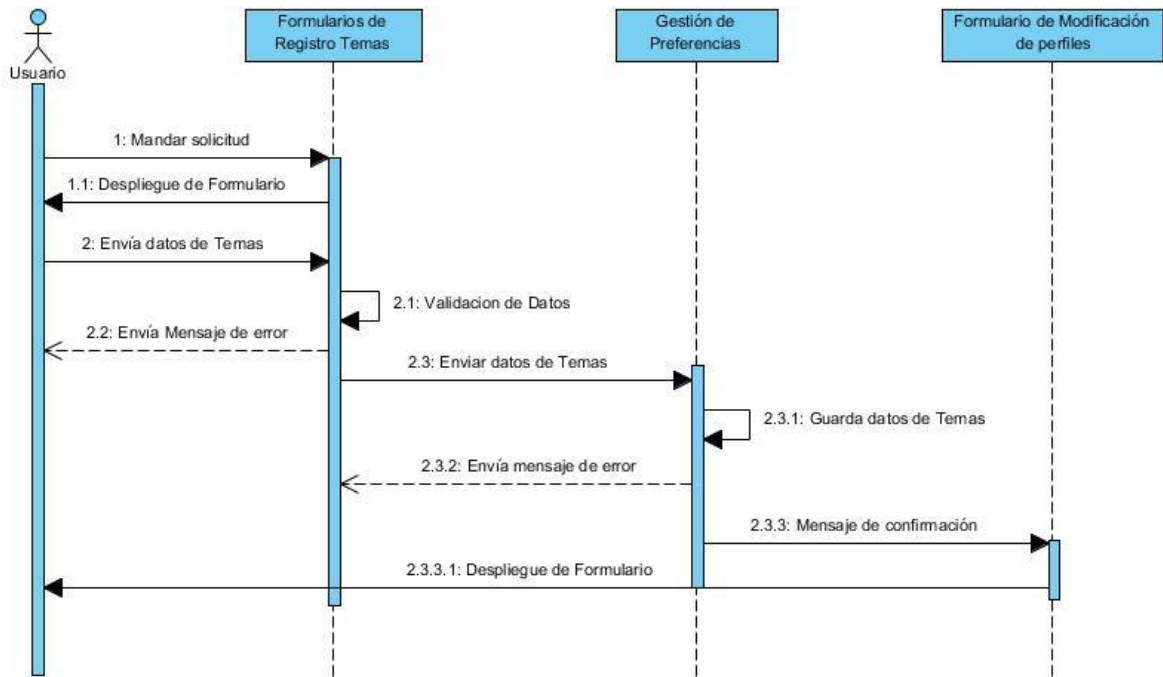 Usuario
Formularios de
Registro Temas
Gestión de
Preferencias
Formulario de Modificación
de perfiles
1: Mandar solicitud
1.1: Despliegue de Formulario
2: Envía datos de Temas
2.1: Validacion de Datos
2.2: Envía Mensaje de error
2.3: Enviar datos de Temas
2.3.1: Guarda datos de Temas
2.3.2: Envía mensaje de error
2.3.3: Mensaje de confirmación
2.3.3.1: Despliegue de Formulario